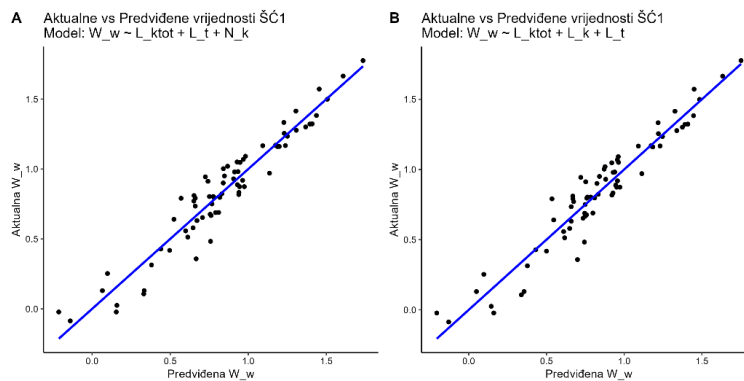 A
Aktualne vs Predviđene vrijednosti ŠĆ1
Model: W_w ~ L_ktot + L_t + N_k
Aktualna W_w
1.5
1.0
0.5
0.0
0.0 0.5 1.0 1.5
Predviđena W_w
B
Aktualne vs Predviđene vrijednosti ŠĆ1
Model: W_w ~ L_ktot + L_k + L_t
Aktualna W_w
1.5
1.0
0.5
0.0
0.0 0.5 1.0 1.5
Predviđena W_w